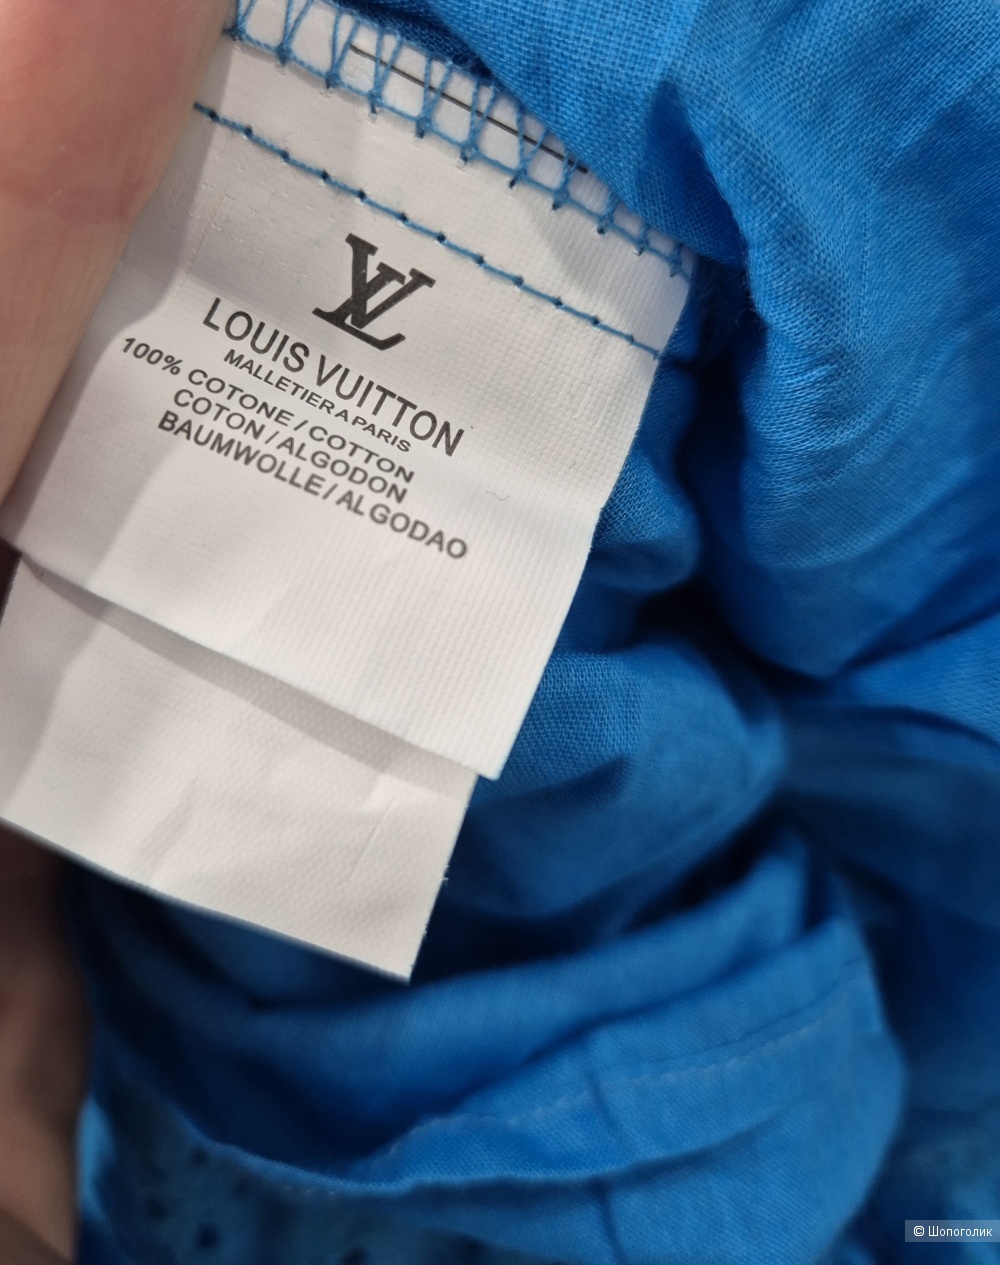 LV
LOUIS VUITTON
MALLETIER A PARIS
100% COTONE / COTTON
COTON / ALGODON
BAUMWOLLE / ALGODAO
© Шопоголик